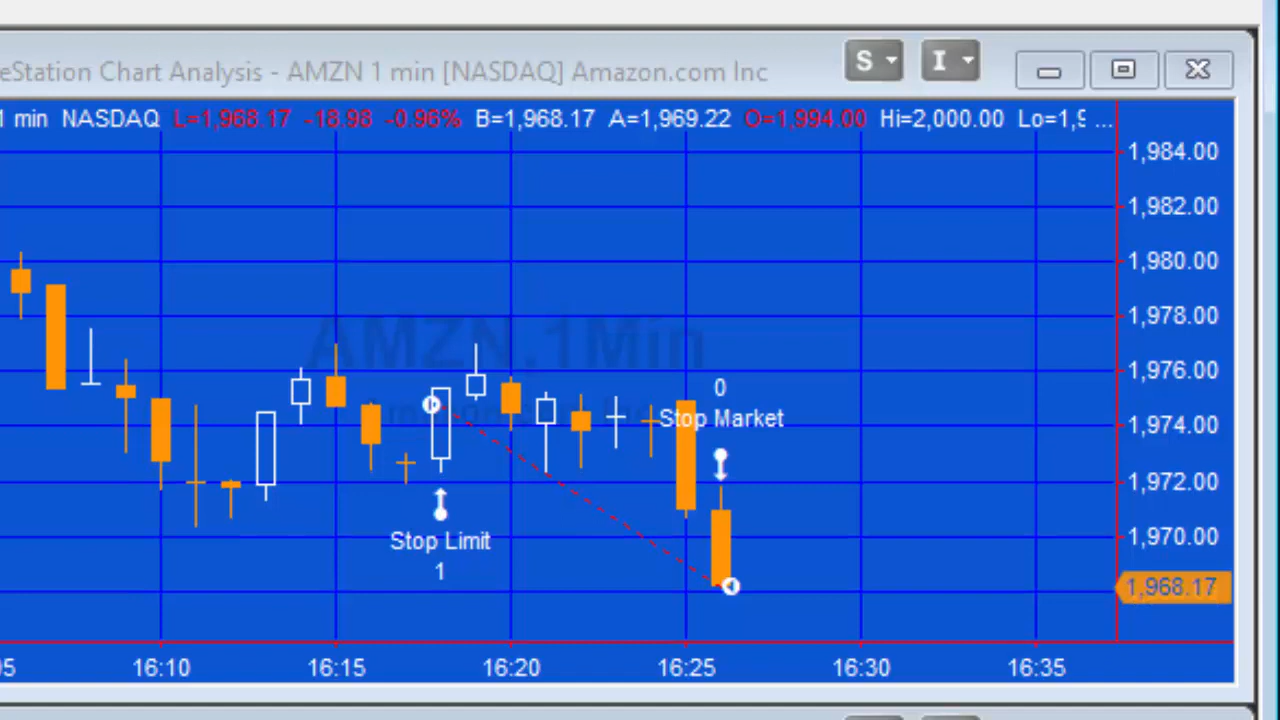 eStation Chart Analysis - AMZN 1 min [NASDAQ] Amazon.com Inc
S I
1 min NASDAQ L=1,968.17 -18.98 -0.96% B=1,968.17 A=1,969.22 O=1,994.00 Hi=2,000.00 Lo=1,9 ...
1,984.00
1,982.00
1,980.00
1,978.00
AMZN,1Min
1,976.00
0
Stop Market
1,974.00
1,972.00
Stop Limit
1,970.00
1
1,968.17
05 16:10 16:15 16:20 16:25 16:30 16:35